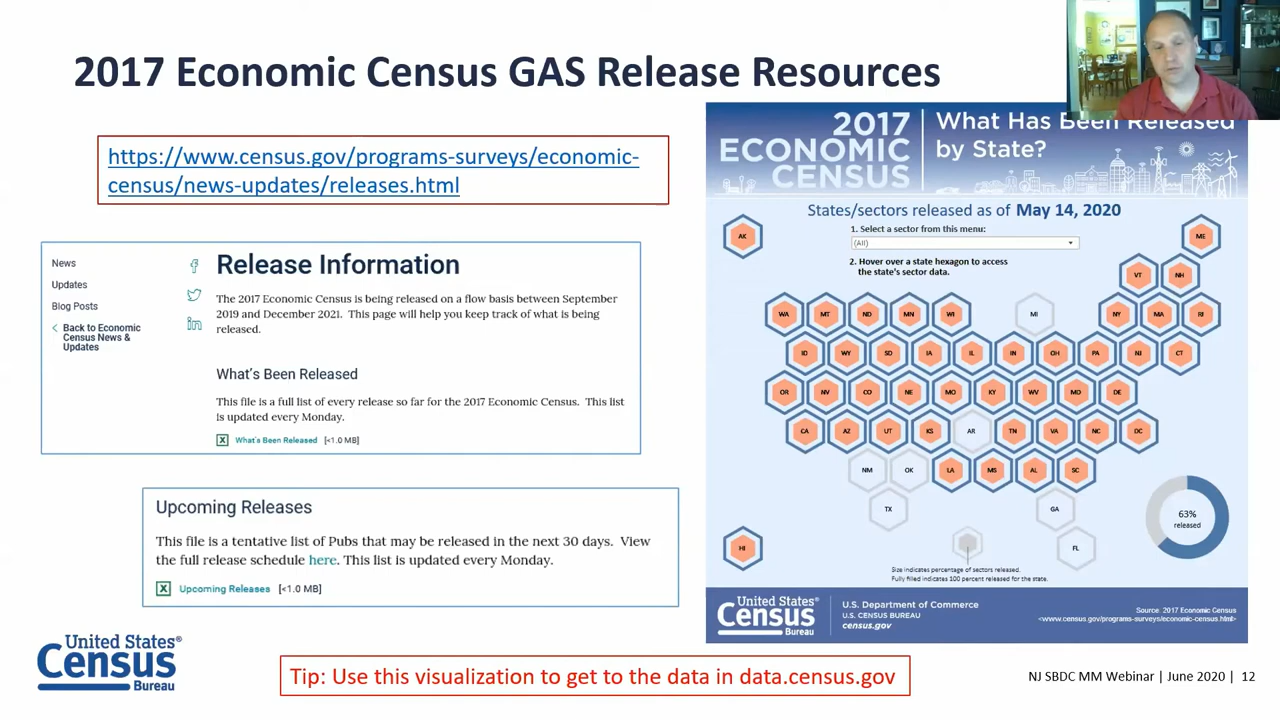 2017 Economic Census GAS Release Resources
https://www.census.gov/programs-surveys/economic-
census/news-updates/releases.html
News
Updates
Blog Posts
Back to Economic
Census News &
Updates
Release Information
The 2017 Economic Census is being released on a flow basis between September
2019 and December 2021. This page will help you keep track of what is being
released.
What's Been Released
This file is a full list of every release so far for the 2017 Economic Census. This list
is updated every Monday.
What's Been Released [<1.0 MB]
Upcoming Releases
This file is a tentative list of Pubs that may be released in the next 30 days. View
the full release schedule here. This list is updated every Monday.
Upcoming Releases [<1.0 MB]
2017
ECONOMIC
CENSUS
What Has Been Released
by State?
States/sectors released as of May 14, 2020
1. Select a sector from this menu:
(All)
2. Hover over a state hexagon to access
the state's sector data.
AK ME
VT NH
WA MT ND MN WI MI NY MA RI
ID WY SD IA IL IN OH PA NJ CT
OR NV CO NE MO KY WV MD DE
CA AZ UT KS AR TN VA NC DC
NM OK LA MS AL SC
TX GA
HI FL
63%
released
Size indicates percentage of sectors released.
Fully filled indicates 100 percent released for the state.
United States®
Census
Bureau
U.S. Department of Commerce
U.S. CENSUS BUREAU
census.gov
Source: 2017 Economic Census
<www.census.gov/programs-surveys/economic-census.html>
United States®
Census
Bureau
Tip: Use this visualization to get to the data in data.census.gov
NJ SBDC MM Webinar | June 2020 | 12